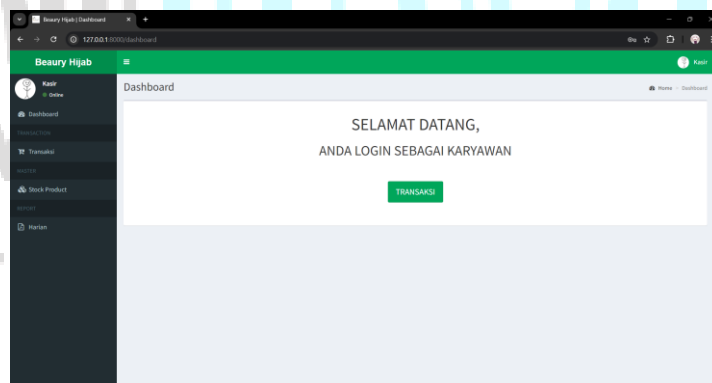 Beaury Hijab | Dashboard
127.0.0.1:8000/dashboard
Beaury Hijab
Kasir
Kasir
Online
Dashboard
Home
Dashboard
Dashboard
TRANSACTION
Transaksi
MASTER
Stock Product
REPORT
Harian
SELAMAT DATANG,
ANDA LOGIN SEBAGAI KARYAWAN
TRANSAKSI